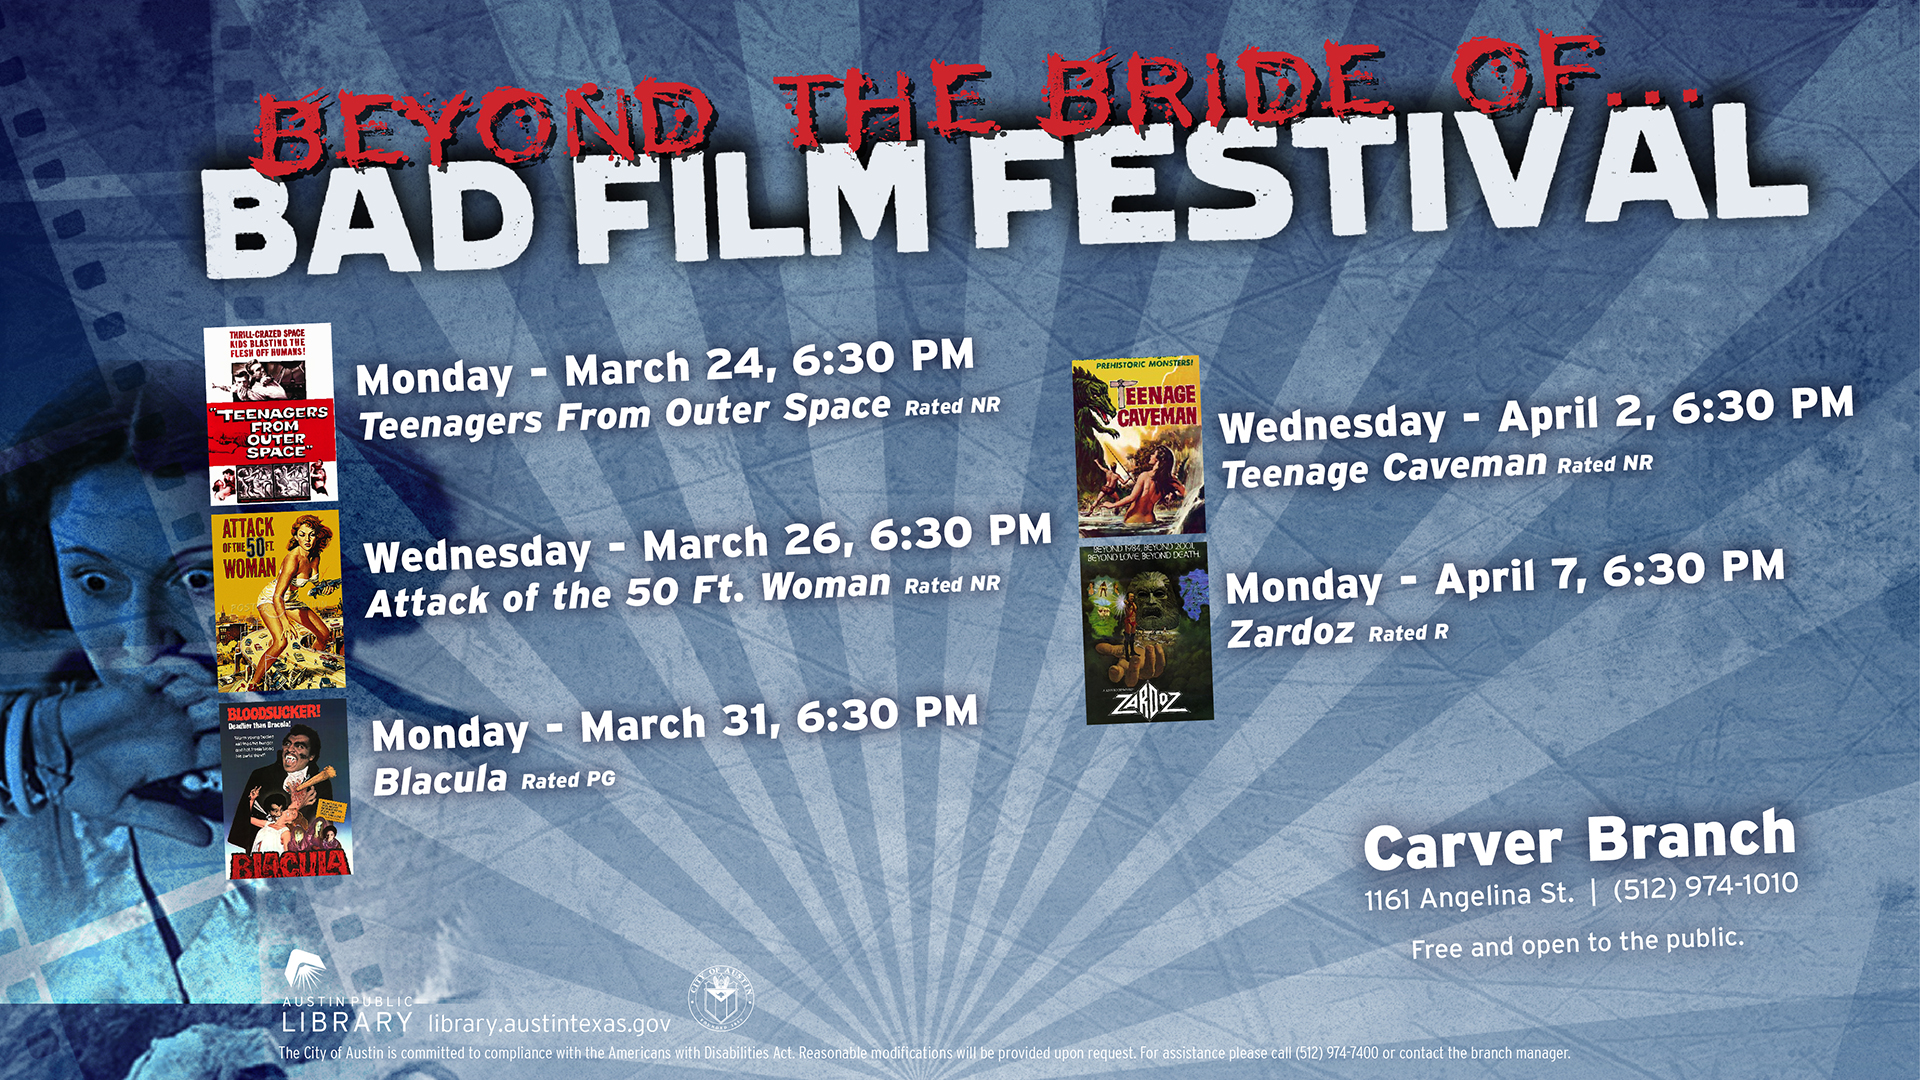 BEYOND THE BRIDE OF...
BAD FILM FESTIVAL
THRILL-CRAZED SPACE
KIDS BLASTING THE
FLESH OFF HUMANS!
"TEENAGERS
FROM
OUTER
SPACE"
Monday - March 24, 6:30 PM
Teenagers From Outer Space Rated NR
ATTACK
OF THE 50 FT.
WOMAN
Wednesday - March 26, 6:30 PM
Attack of the 50 Ft. Woman Rated NR
BLOODSUCKER!
Deadlier than Dracula!
BLACULA
Monday - March 31, 6:30 PM
Blacula Rated PG
PREHISTORIC MONSTERS!
TEENAGE
CAVEMAN
Wednesday - April 2, 6:30 PM
Teenage Caveman Rated NR
BEYOND 1984, BEYOND 2001,
BEYOND LOVE, BEYOND DEATH.
ZARDOZ
Monday - April 7, 6:30 PM
Zardoz Rated R
Carver Branch
1161 Angelina St. | (512) 974-1010
Free and open to the public.
AUSTIN PUBLIC
LIBRARY library.austintexas.gov
CITY OF AUSTIN
The City of Austin is committed to compliance with the Americans with Disabilities Act. Reasonable modifications will be provided upon request. For assistance please call (512) 974-7400 or contact the branch manager.